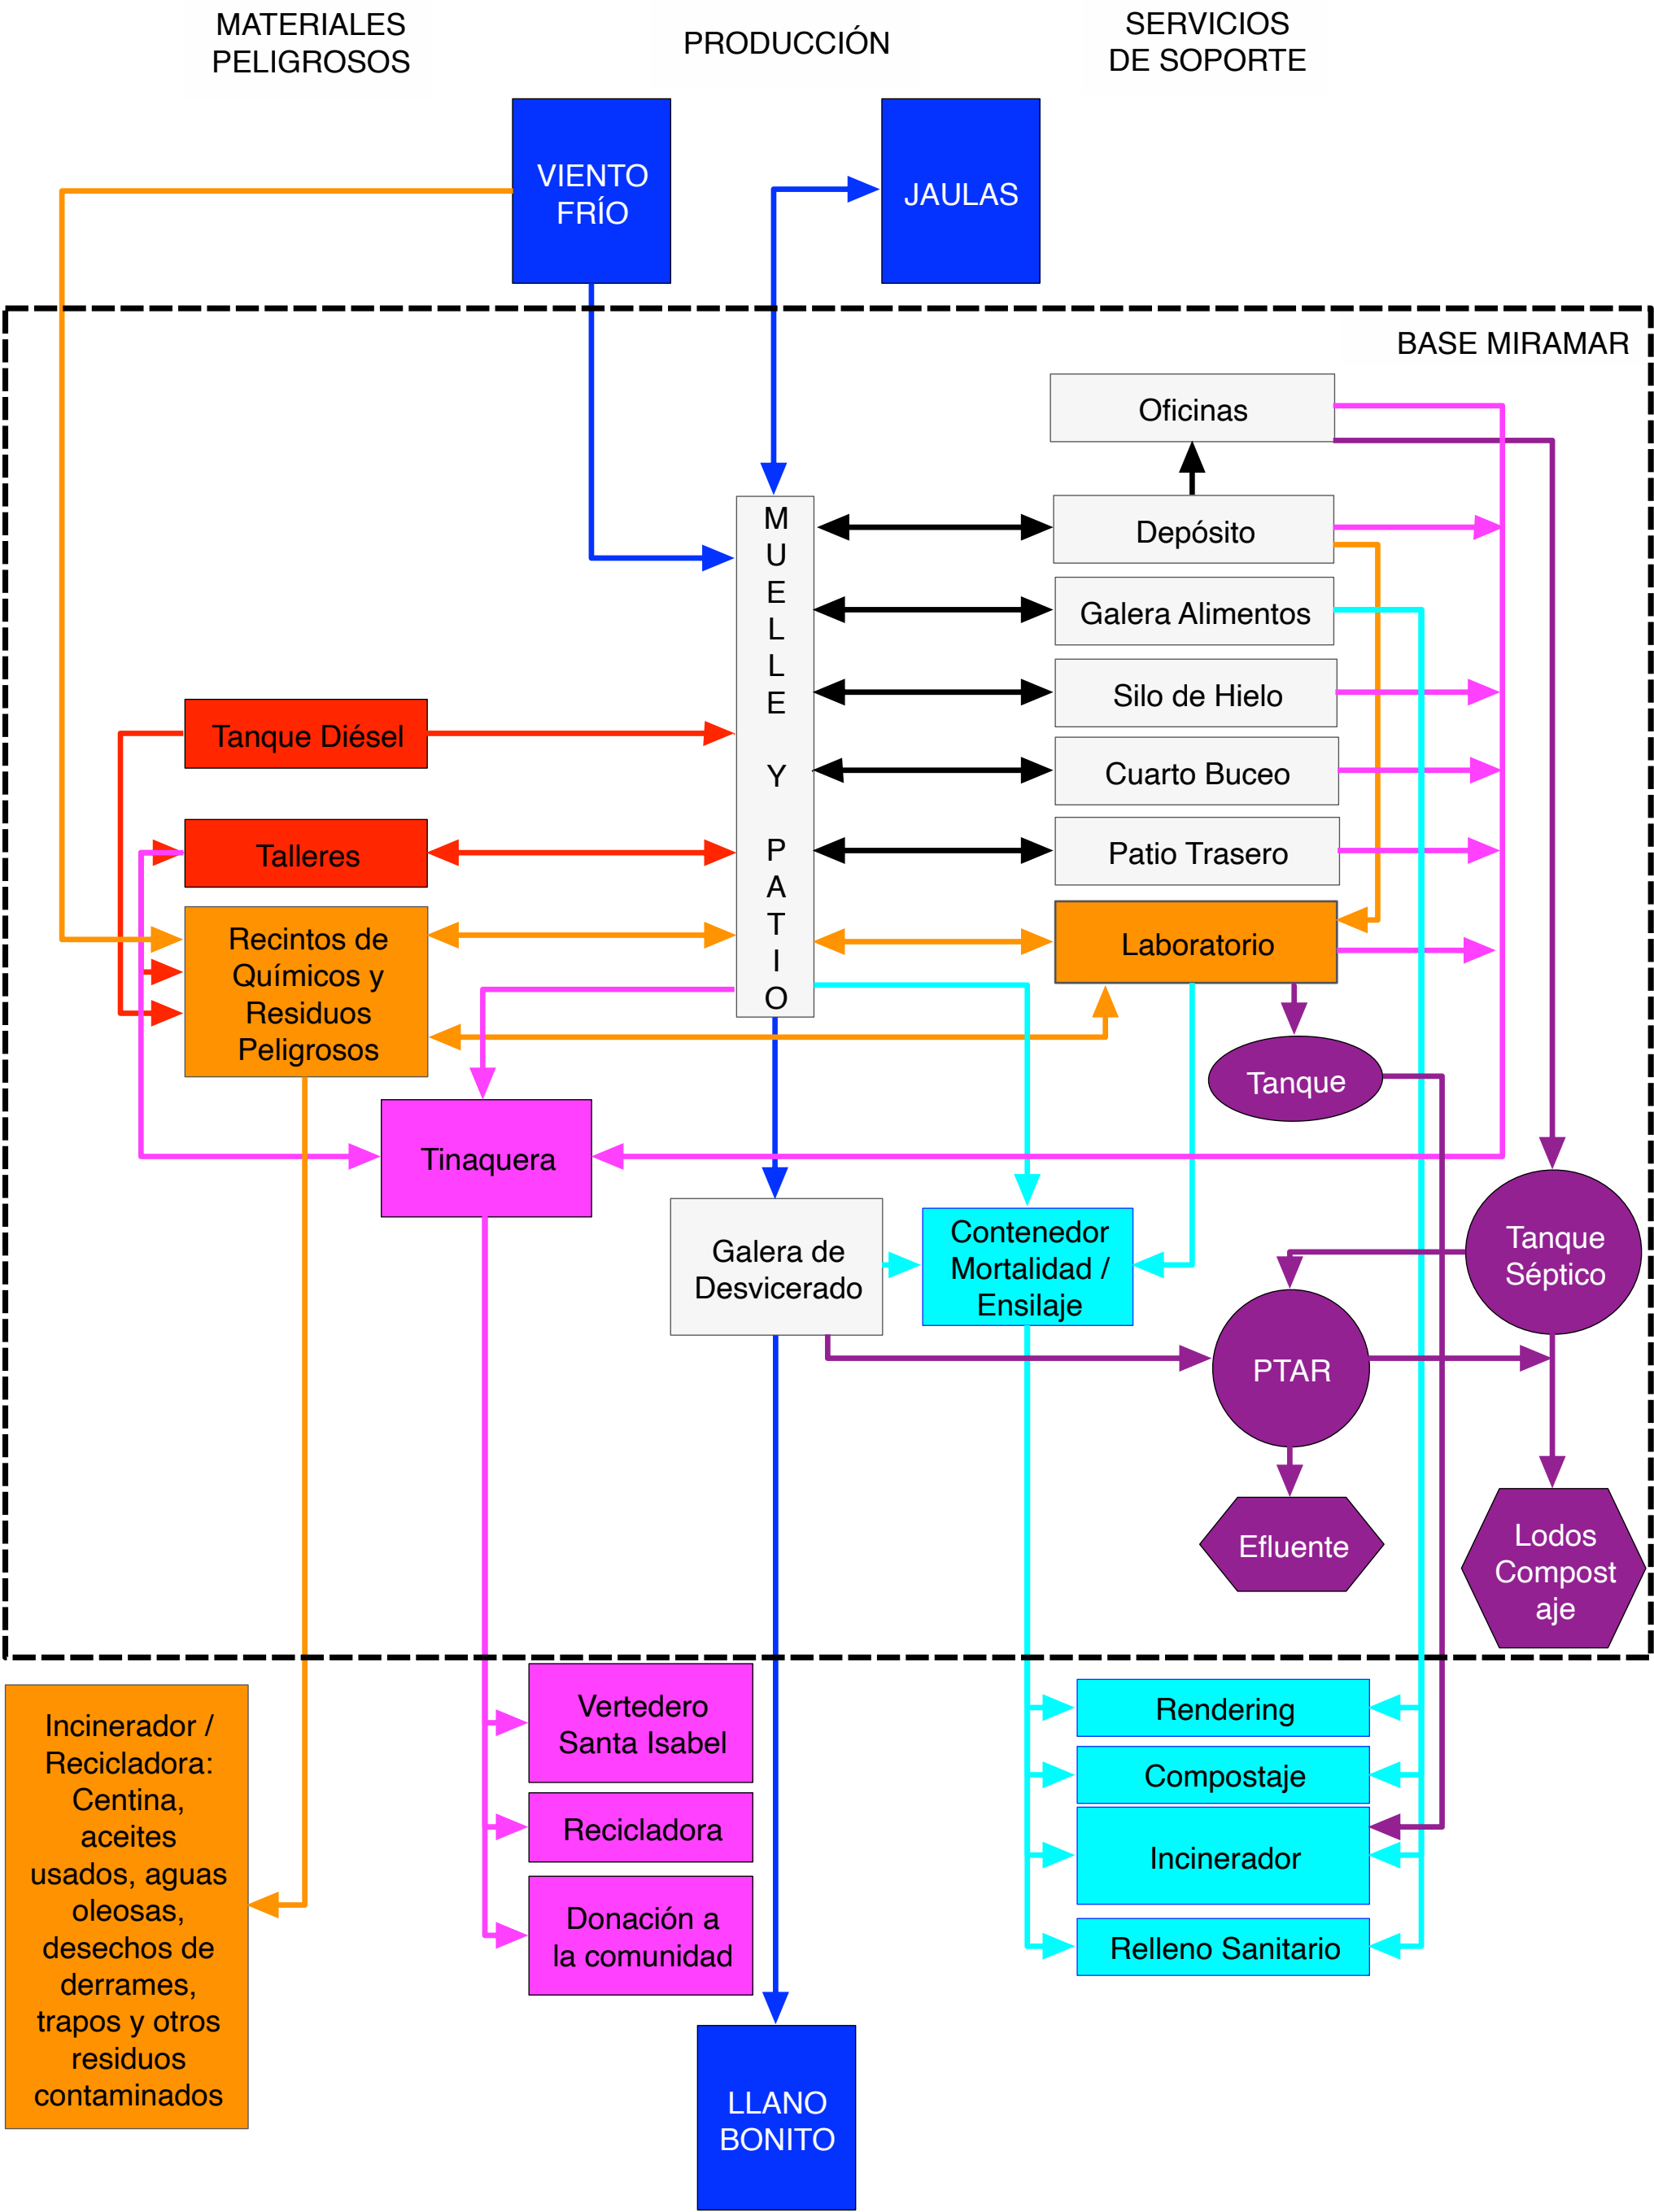 MATERIALES
PELIGROSOS
PRODUCCIÓN
SERVICIOS
DE SOPORTE
VIENTO
FRÍO
JAULAS
BASE MIRAMAR
Oficinas
M
U
E
L
L
E
Y
P
A
T
I
O
Depósito
Galera Alimentos
Silo de Hielo
Cuarto Buceo
Patio Trasero
Laboratorio
Tanque Diésel
Talleres
Recintos de
Químicos y
Residuos
Peligrosos
Tanque
Tinaquera
Galera de
Desvicerado
Contenedor
Mortalidad /
Ensilaje
Tanque
Séptico
PTAR
Efluente
Lodos
Compost
aje
Incinerador /
Recicladora:
Centina,
aceites
usados, aguas
oleosas,
desechos de
derrames,
trapos y otros
residuos
contaminados
Vertedero
Santa Isabel
Recicladora
Donación a
la comunidad
Rendering
Compostaje
Incinerador
Relleno Sanitario
LLANO
BONITO